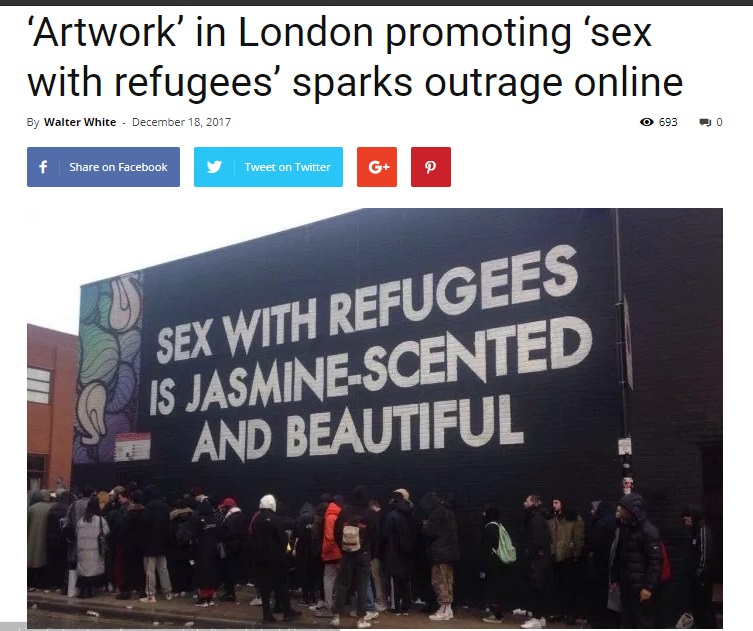 ‘Artwork’ in London promoting ‘sex
with refugees’ sparks outrage online
By Walter White - December 18, 2017 693 0
Share on Facebook Tweet on Twitter G+
SEX WITH REFUGEES
IS JASMINE-SCENTED
AND BEAUTIFUL